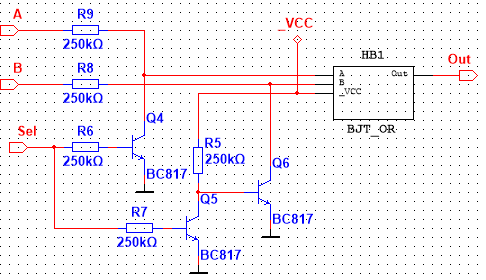 A
R9
250kΩ
_VCC
HB1
Out
B
R8
250kΩ
A
Out
B
_VCC
BJT_OR
Sel
R6
250kΩ
Q4
BC817
R5
250kΩ
Q6
BC817
R7
250kΩ
Q5
BC817